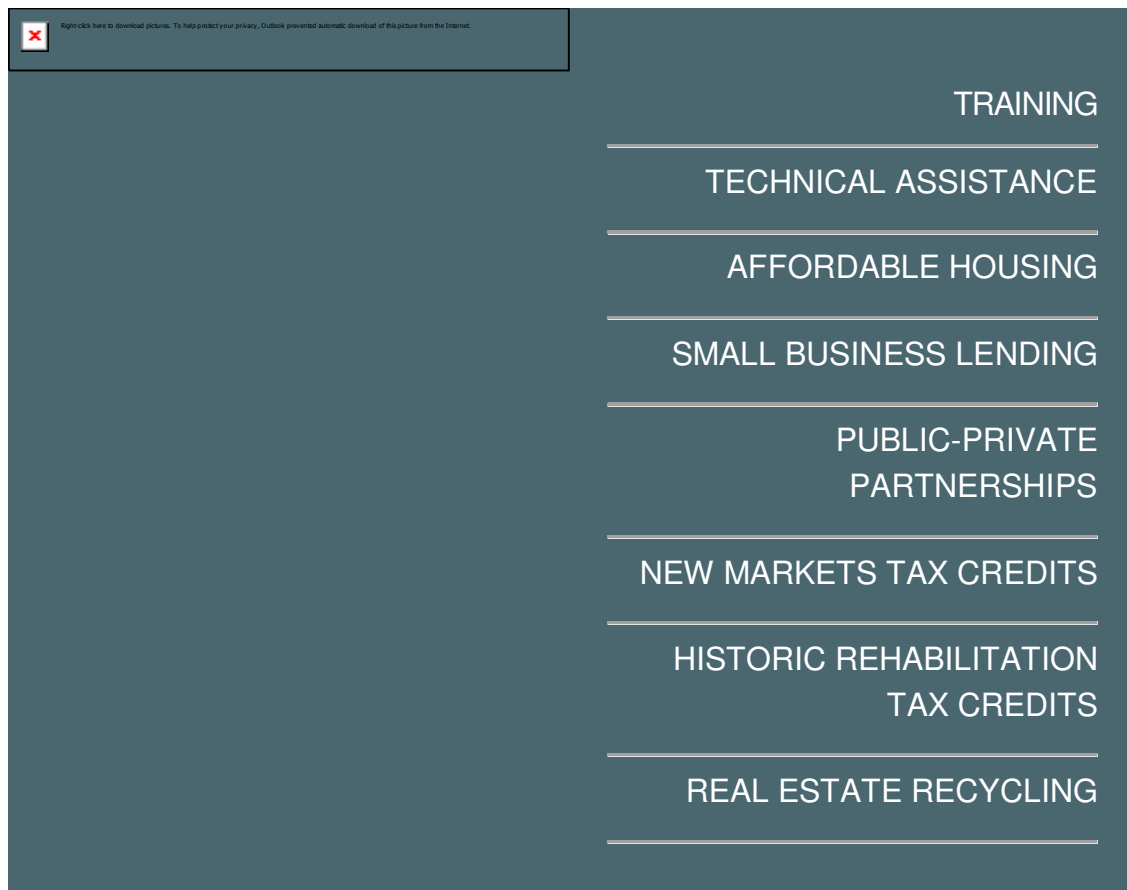 Right-click here to download pictures. To help protect your privacy, Outlook prevented automatic download of this picture from the Internet.
TRAINING
TECHNICAL ASSISTANCE
AFFORDABLE HOUSING
SMALL BUSINESS LENDING
PUBLIC-PRIVATE
PARTNERSHIPS
NEW MARKETS TAX CREDITS
HISTORIC REHABILITATION
TAX CREDITS
REAL ESTATE RECYCLING